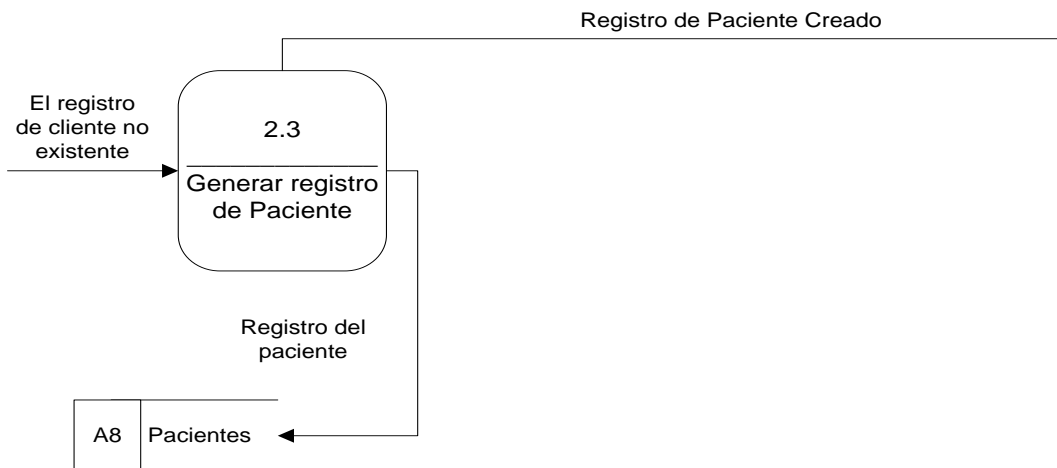 Registro de Paciente Creado
El registro
de cliente no
existente
2.3
Generar registro
de Paciente
Registro del
paciente
A8
Pacientes